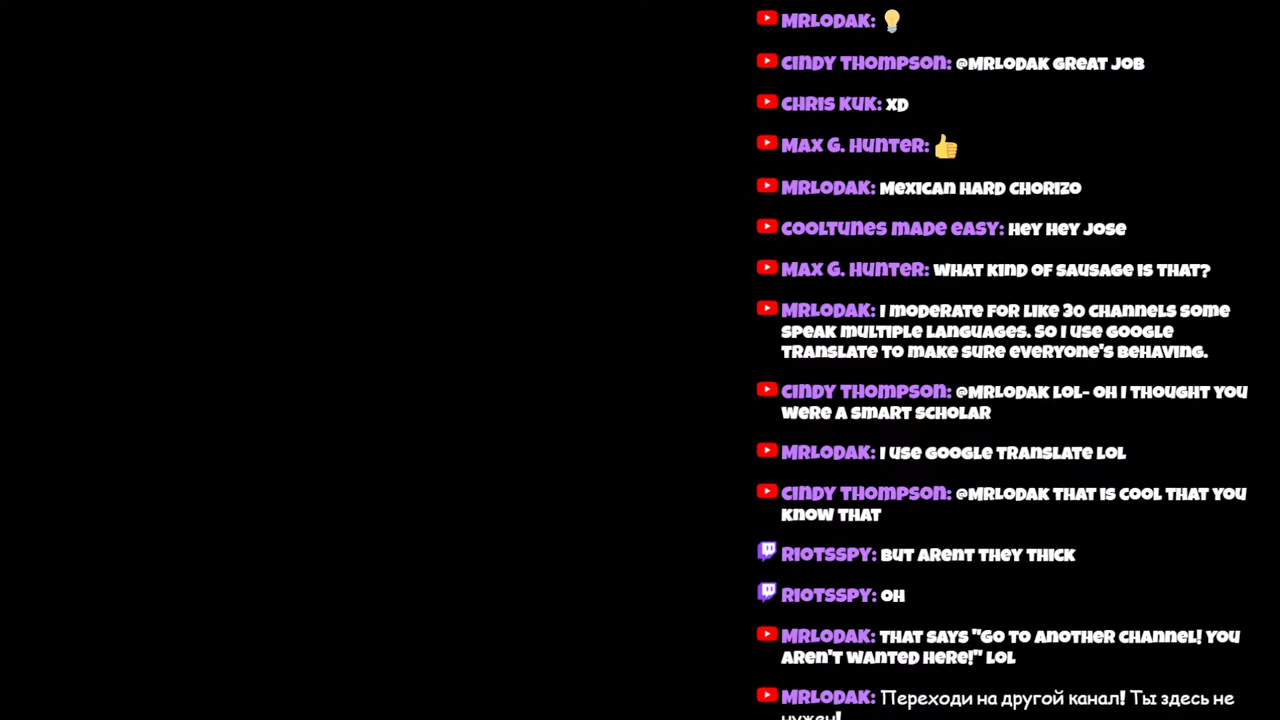 MRLODAK: 💡
CINDY THOMPSON: @MRLODAK GREAT JOB
CHRIS KUK: XD
MAX G. HUNTER: 👍
MRLODAK: MEXICAN HARD CHORIZO
COOLTUNES MADE EASY: HEY HEY JOSE
MAX G. HUNTER: WHAT KIND OF SAUSAGE IS THAT?
MRLODAK: I MODERATE FOR LIKE 30 CHANNELS SOME
SPEAK MULTIPLE LANGUAGES. SO I USE GOOGLE
TRANSLATE TO MAKE SURE EVERYONE'S BEHAVING.
CINDY THOMPSON: @MRLODAK LOL- OH I THOUGHT YOU
WERE A SMART SCHOLAR
MRLODAK: I USE GOOGLE TRANSLATE LOL
CINDY THOMPSON: @MRLODAK THAT IS COOL THAT YOU
KNOW THAT
RIOTSSPY: BUT ARENT THEY THICK
RIOTSSPY: OH
MRLODAK: THAT SAYS "GO TO ANOTHER CHANNEL! YOU
AREN'T WANTED HERE!" LOL
MRLODAK: Переходи на другой канал! Ты здесь не
нужен!